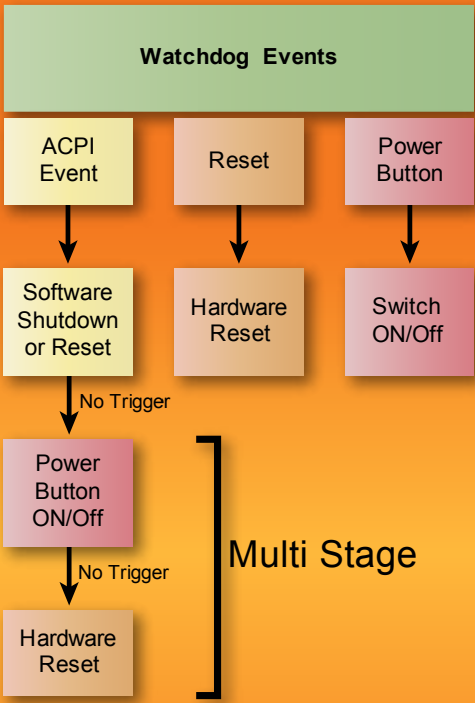 Watchdog Events
ACPI
Event
Reset
Power
Button
Software
Shutdown
or Reset
Hardware
Reset
Switch
ON/Off
No Trigger
Power
Button
ON/Off
Multi Stage
No Trigger
Hardware
Reset